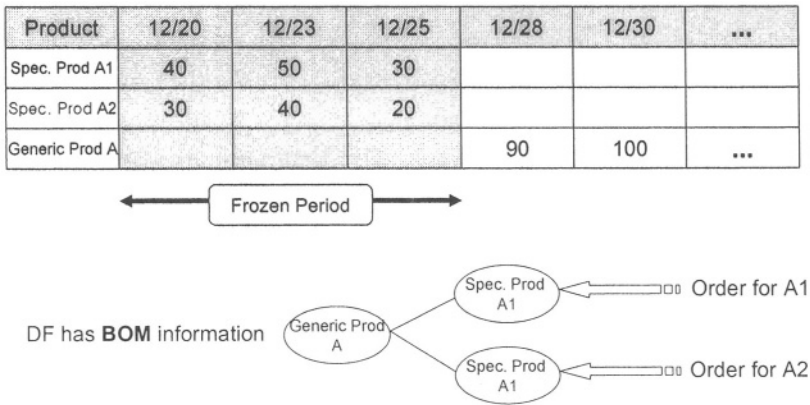 Product 12/20 12/23 12/25 12/28 12/30 ...
Spec. Prod A1 40 50 30
Spec. Prod A2 30 40 20
Generic Prod A 90 100 ...
Frozen Period
Spec. Prod
A1
Order for A1
DF has BOM information
Generic Prod
A
Spec. Prod
A1
Order for A2